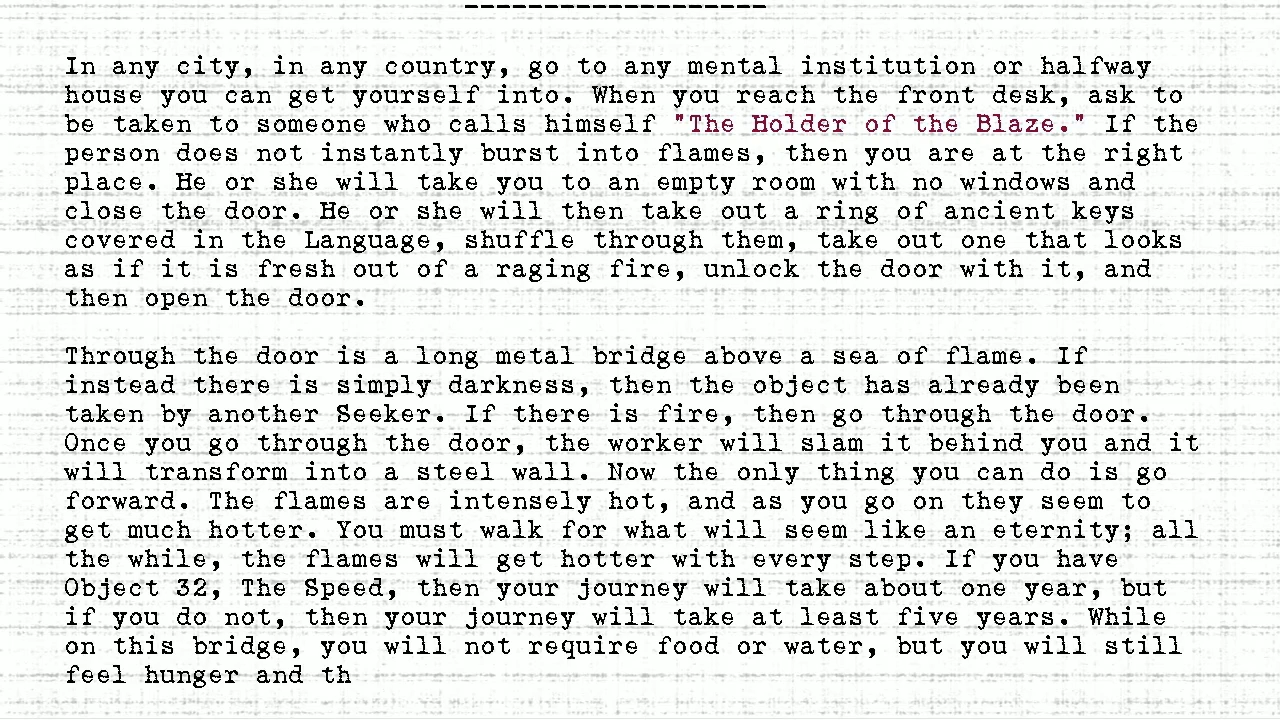 -------------------
In any city, in any country, go to any mental institution or halfway
house you can get yourself into. When you reach the front desk, ask to
be taken to someone who calls himself "The Holder of the Blaze." If the
person does not instantly burst into flames, then you are at the right
place. He or she will take you to an empty room with no windows and
close the door. He or she will then take out a ring of ancient keys
covered in the Language, shuffle through them, take out one that looks
as if it is fresh out of a raging fire, unlock the door with it, and
then open the door.
Through the door is a long metal bridge above a sea of flame. If
instead there is simply darkness, then the object has already been
taken by another Seeker. If there is fire, then go through the door.
Once you go through the door, the worker will slam it behind you and it
will transform into a steel wall. Now the only thing you can do is go
forward. The flames are intensely hot, and as you go on they seem to
get much hotter. You must walk for what will seem like an eternity; all
the while, the flames will get hotter with every step. If you have
Object 32, The Speed, then your journey will take about one year, but
if you do not, then your journey will take at least five years. While
on this bridge, you will not require food or water, but you will still
feel hunger and th